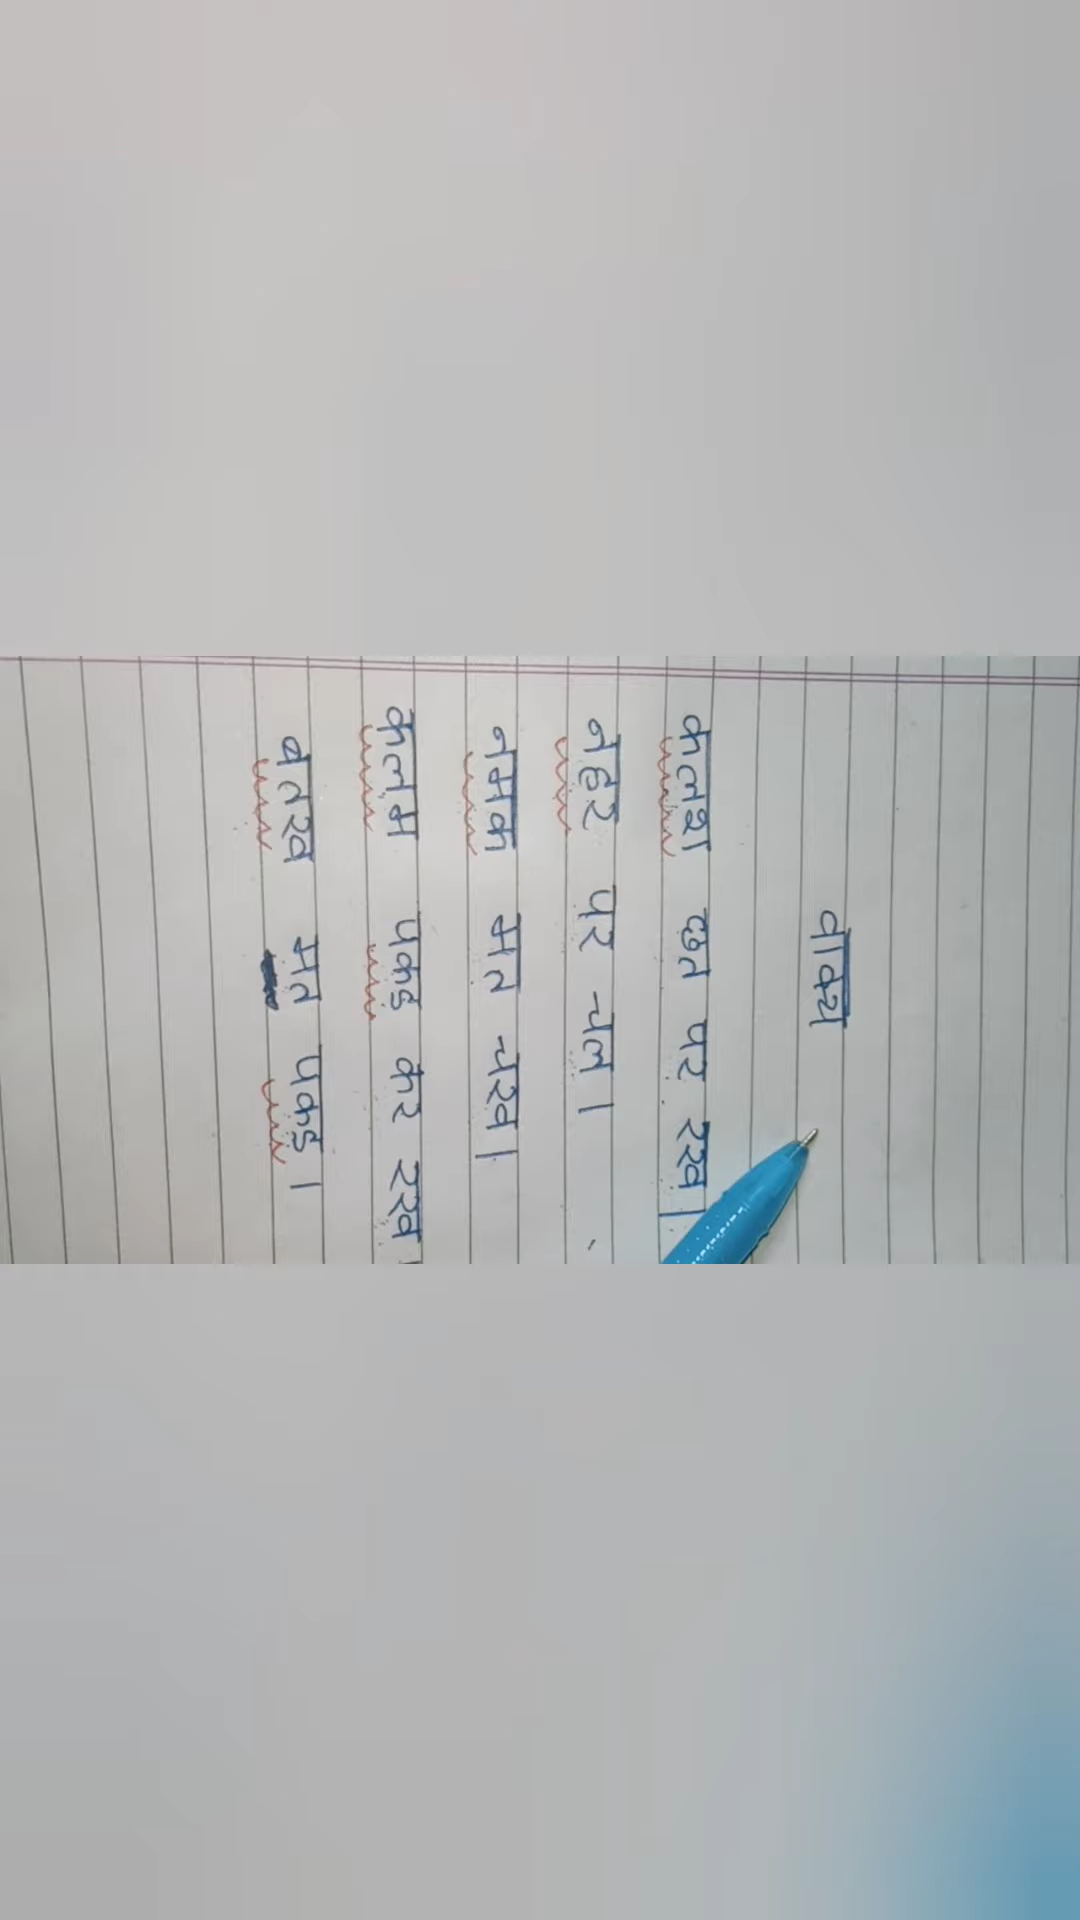 वाक्य
कलश छत पर रख।
नहर पर चल।
नमक मत चख।
कलम पकड कर रख।
बतख मत पकड।